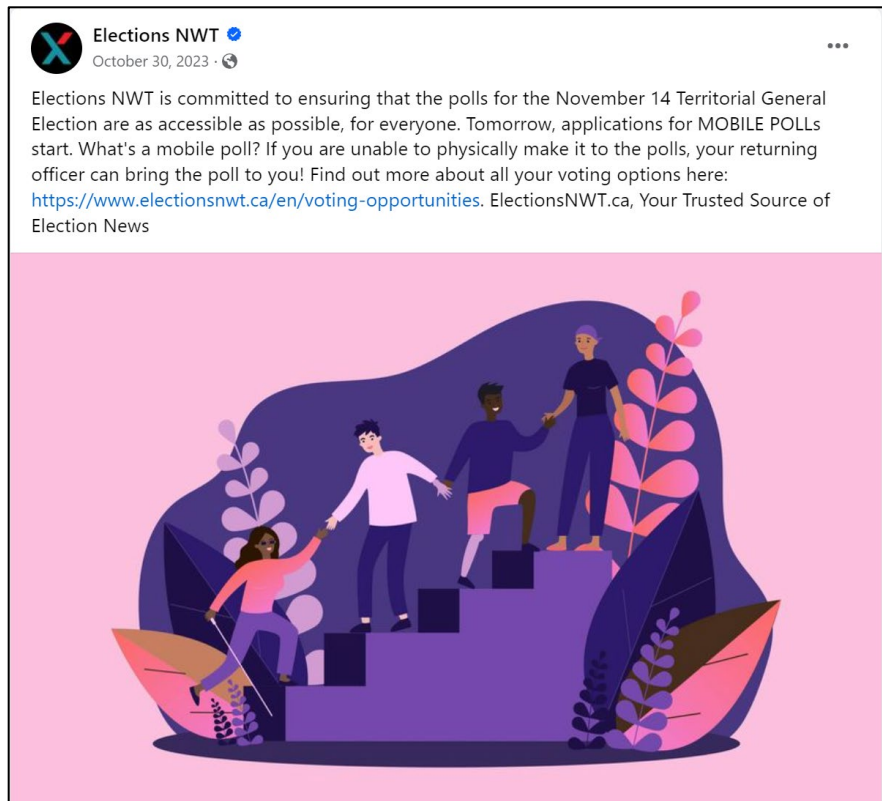 Elections NWT
October 30, 2023 ·
Elections NWT is committed to ensuring that the polls for the November 14 Territorial General
Election are as accessible as possible, for everyone. Tomorrow, applications for MOBILE POLLs
start. What's a mobile poll? If you are unable to physically make it to the polls, your returning
officer can bring the poll to you! Find out more about all your voting options here:
https://www.electionsnwt.ca/en/voting-opportunities. ElectionsNWT.ca, Your Trusted Source of
Election News